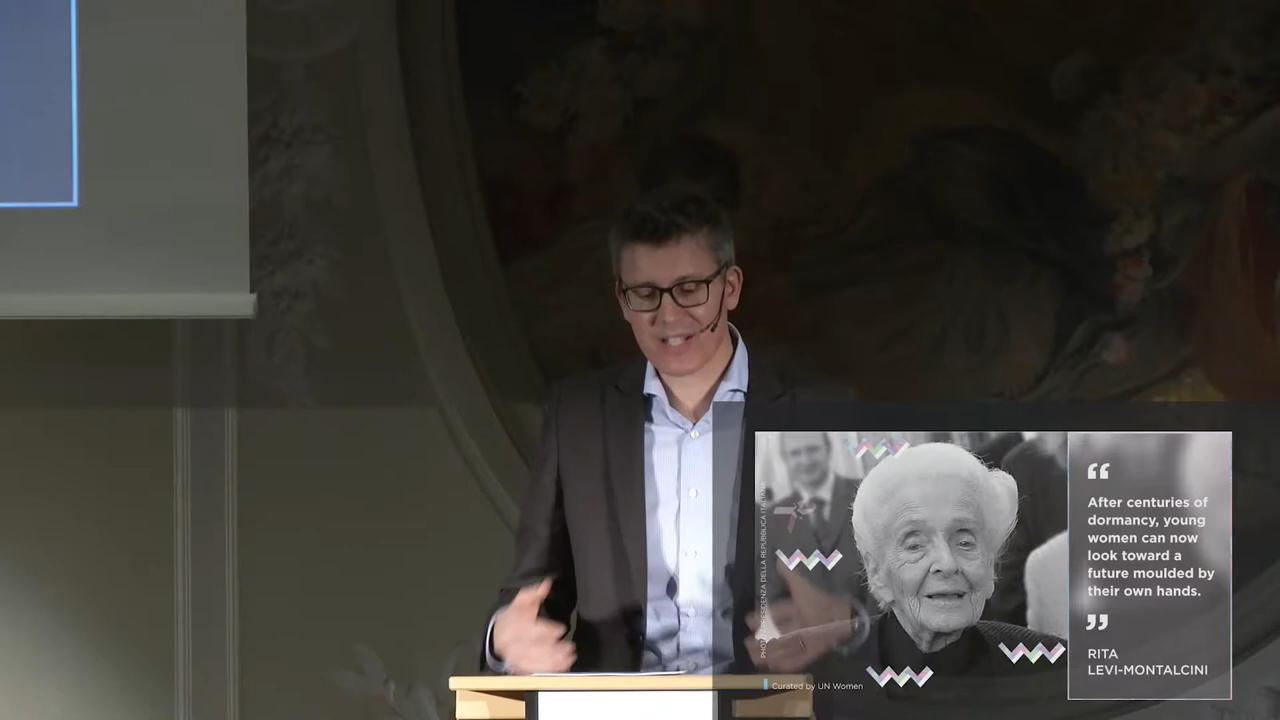 “
After centuries of
dormancy, young
women can now
look toward a
future moulded by
their own hands.
”
RITA
LEVI-MONTALCINI
Curated by UN Women